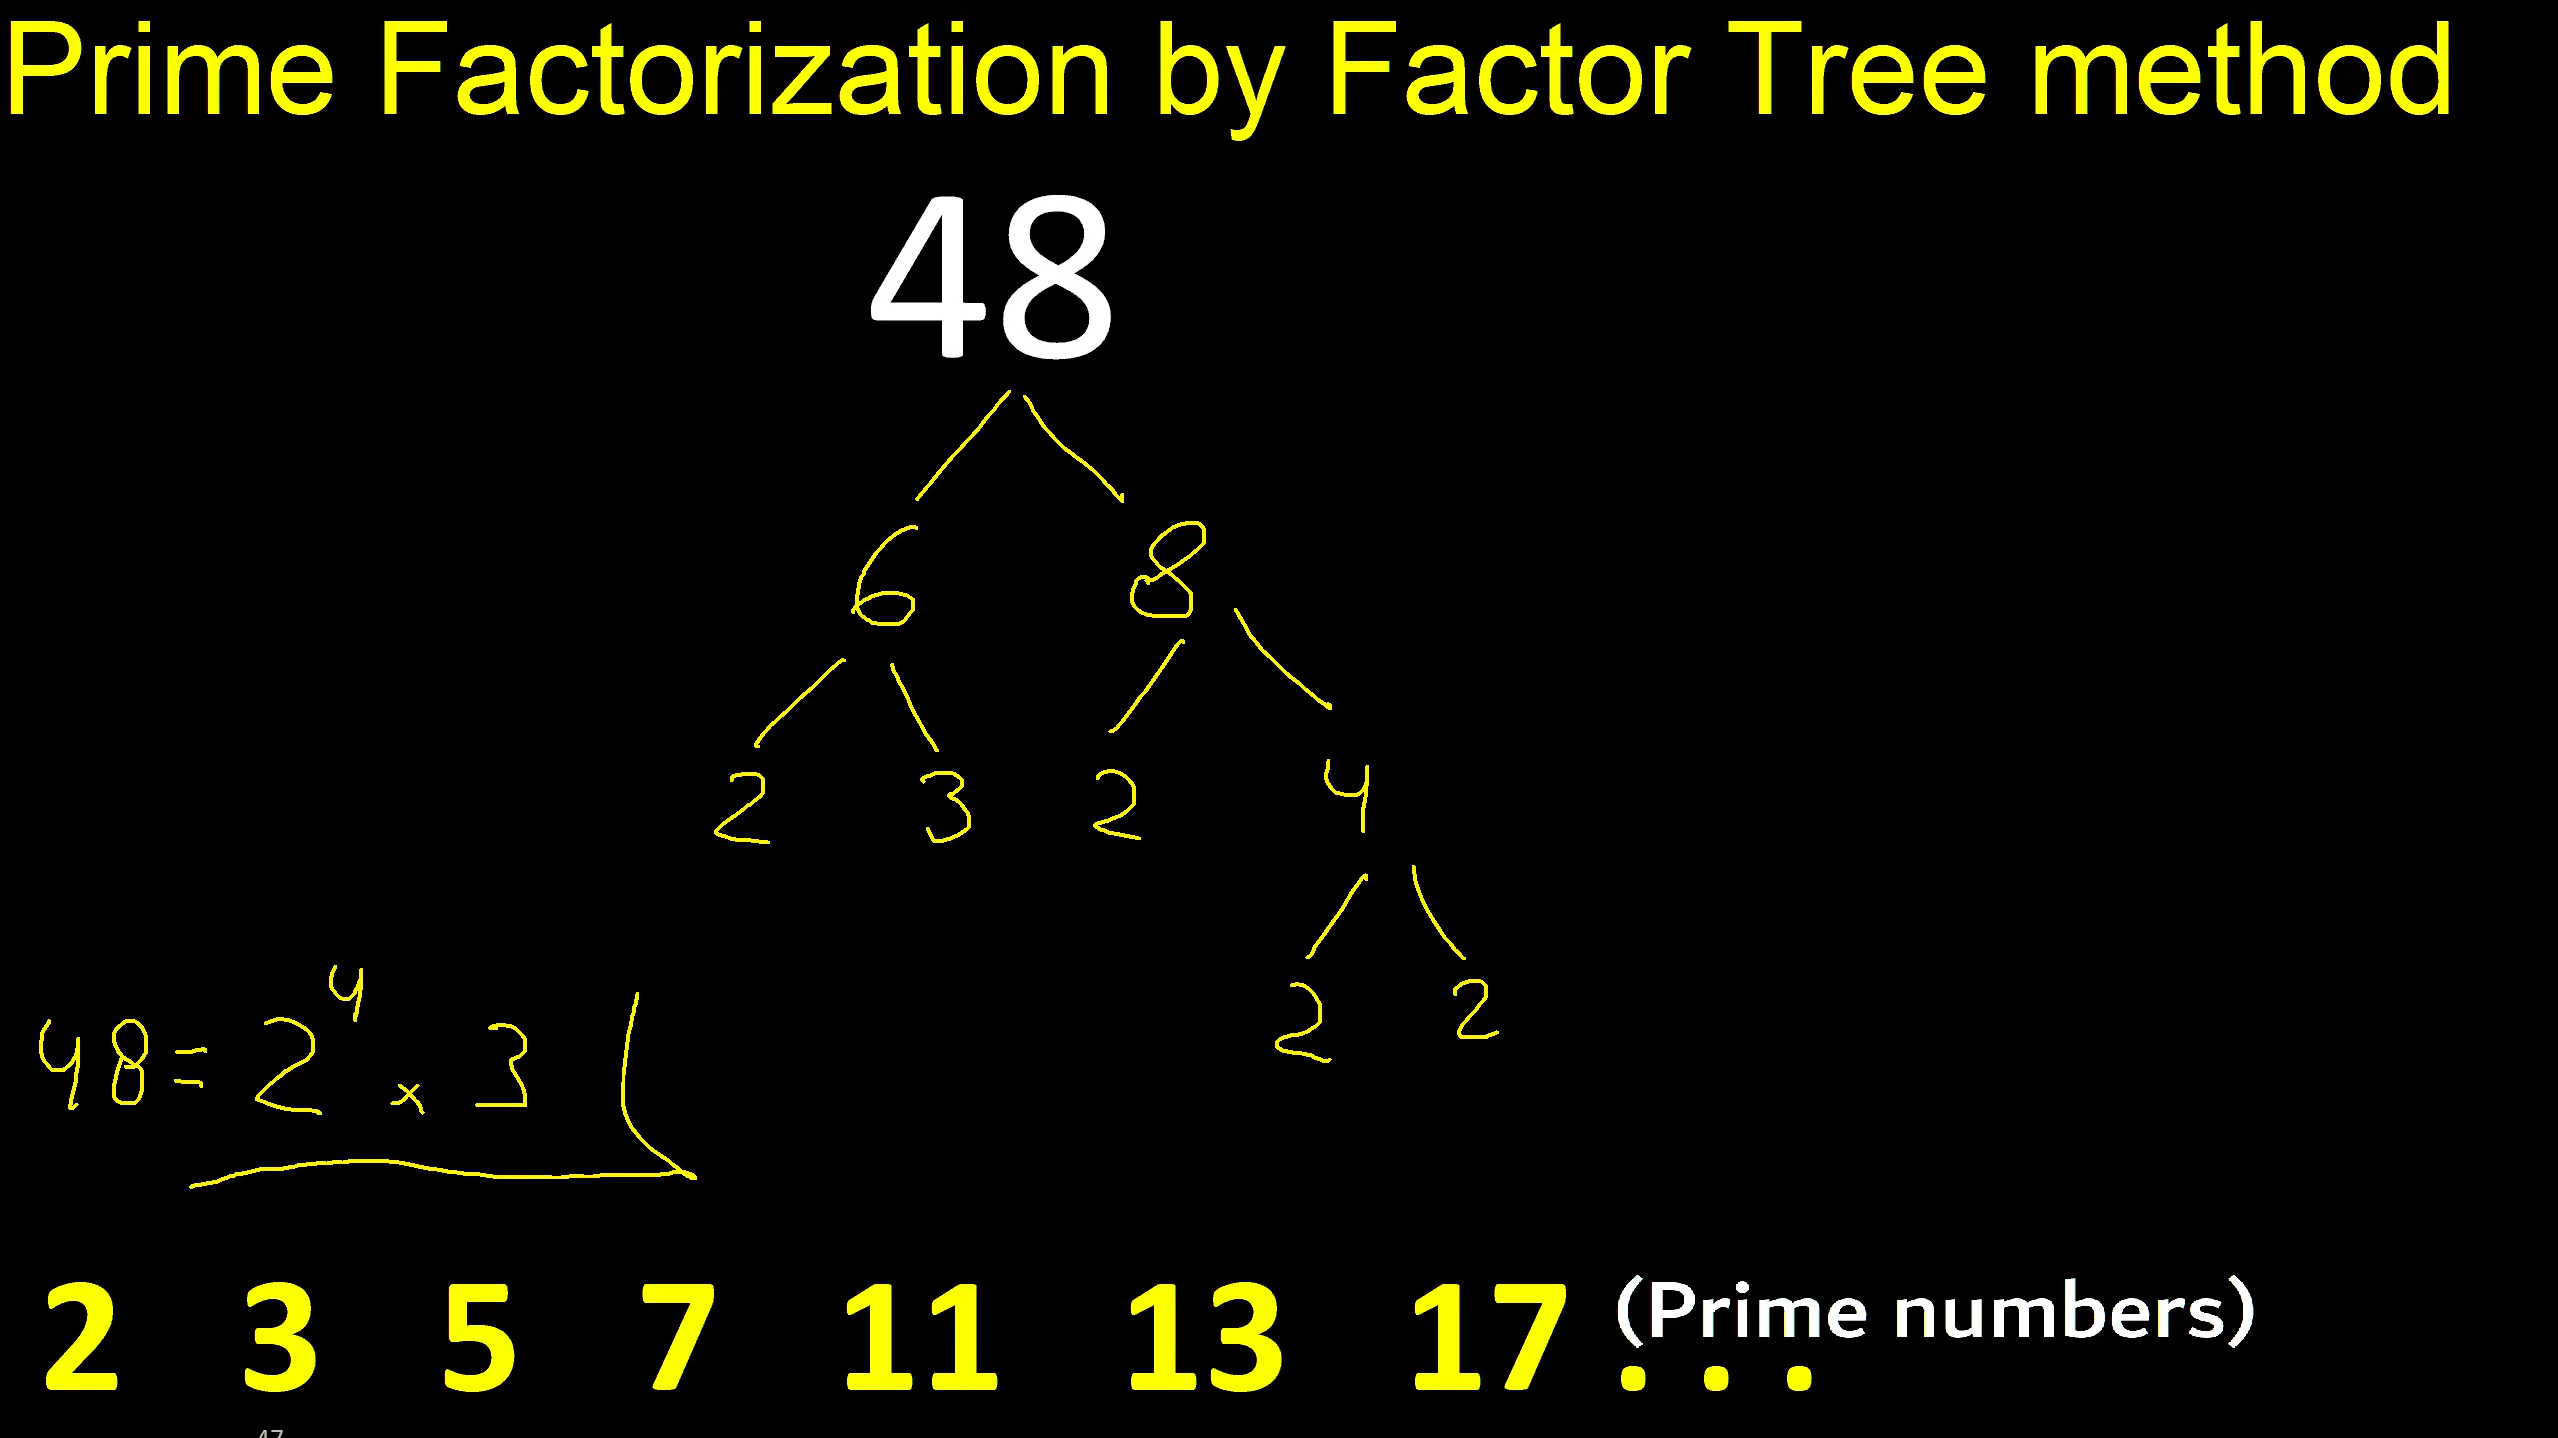 Prime Factorization by Factor Tree method
48
6 8
2 3 2 4
2 2
48 = 2⁴ × 3
2 3 5 7 11 13 17 (Prime numbers)
. . .